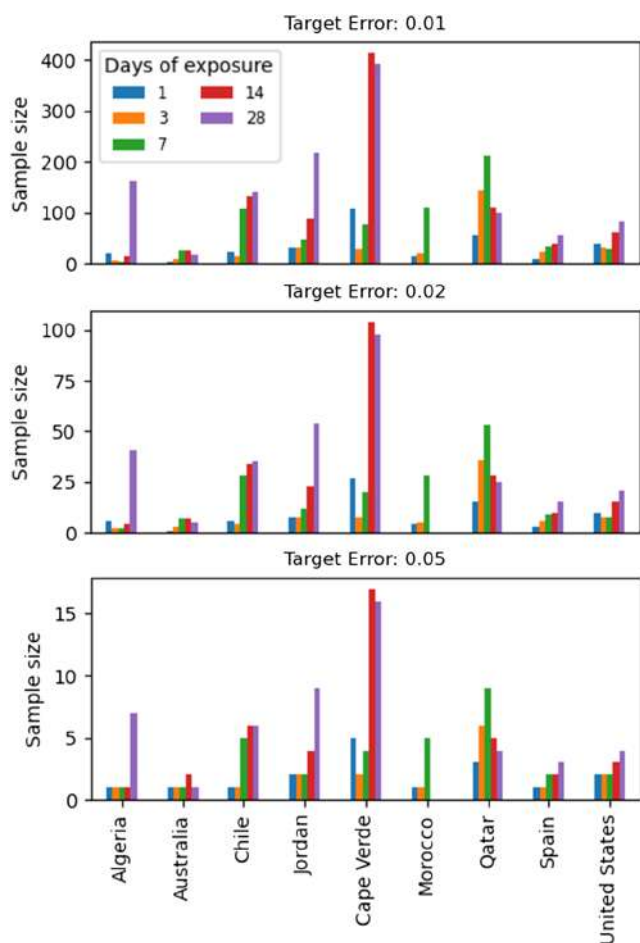 Target Error: 0.01
Days of exposure
1 14
3 28
7
Sample size
400
300
200
100
0
Target Error: 0.02
Sample size
100
75
50
25
0
Target Error: 0.05
Sample size
15
10
5
0
Algeria
Australia
Chile
Jordan
Cape Verde
Morocco
Qatar
Spain
United States